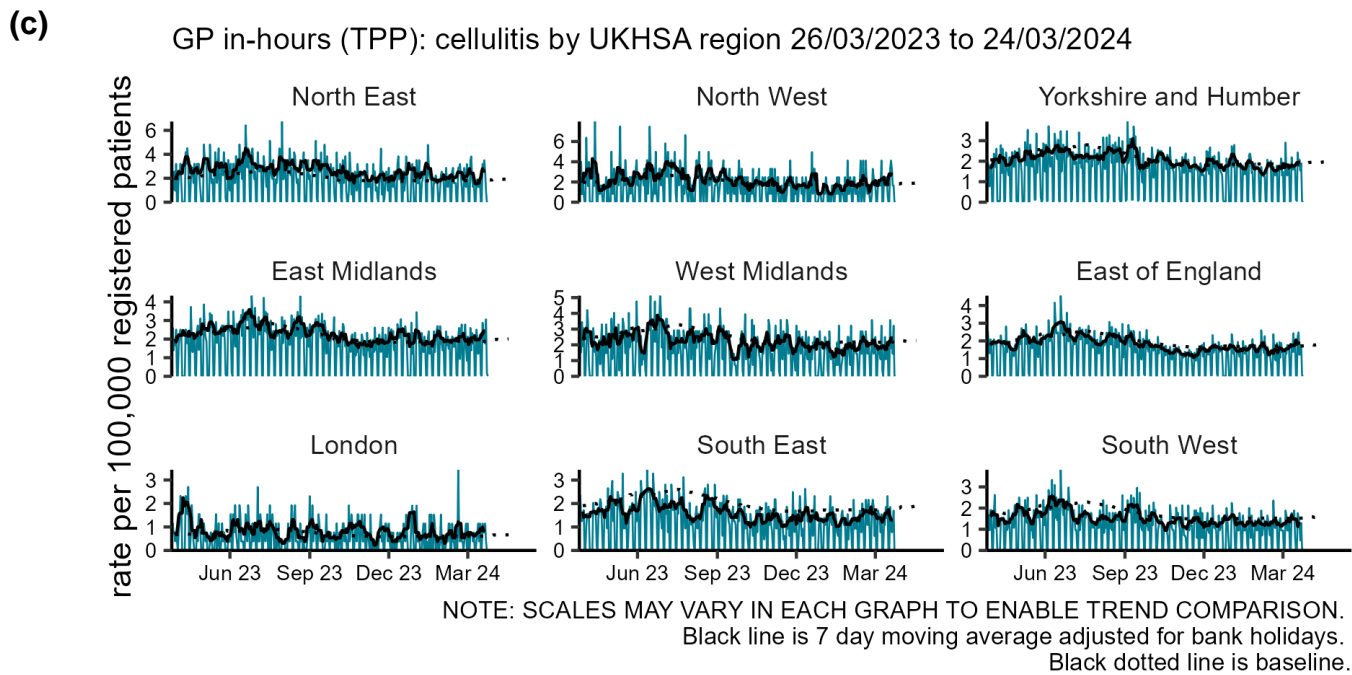 (c)
GP in-hours (TPP): cellulitis by UKHSA region 26/03/2023 to 24/03/2024
rate per 100,000 registered patients
North East
6
4
2
0
North West
6
4
2
0
Yorkshire and Humber
3
2
1
0
East Midlands
4
3
2
1
0
West Midlands
5
4
3
2
1
0
East of England
4
3
2
1
0
London
3
2
1
0
Jun 23 Sep 23 Dec 23 Mar 24
South East
3
2
1
0
Jun 23 Sep 23 Dec 23 Mar 24
South West
3
2
1
0
Jun 23 Sep 23 Dec 23 Mar 24
NOTE: SCALES MAY VARY IN EACH GRAPH TO ENABLE TREND COMPARISON.
Black line is 7 day moving average adjusted for bank holidays.
Black dotted line is baseline.